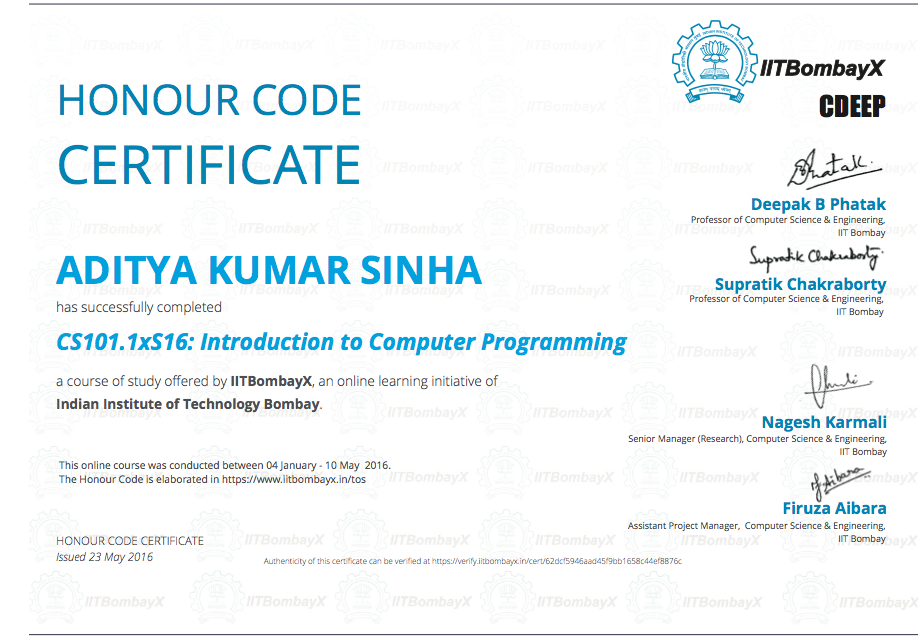 HONOUR CODE
CERTIFICATE
ADITYA KUMAR SINHA
has successfully completed
CS101.1xS16: Introduction to Computer Programming
a course of study offered by IITBombayX, an online learning initiative of
Indian Institute of Technology Bombay.
This online course was conducted between 04 January - 10 May 2016.
The Honour Code is elaborated in https://www.iitbombayx.in/tos
HONOUR CODE CERTIFICATE
Issued 23 May 2016
Authenticity of this certificate can be verified at https://verify.iitbombayx.in/cert/62dcf5946aad45f9bb1658c44ef8876c
IITBombayX
CDEEP
Deepak B Phatak
Professor of Computer Science & Engineering,
IIT Bombay
Supratik Chakraborty
Supratik Chakraborty
Professor of Computer Science & Engineering,
IIT Bombay
Nagesh Karmali
Senior Manager (Research), Computer Science & Engineering,
IIT Bombay
Firuza Aibara
Assistant Project Manager, Computer Science & Engineering,
IIT Bombay